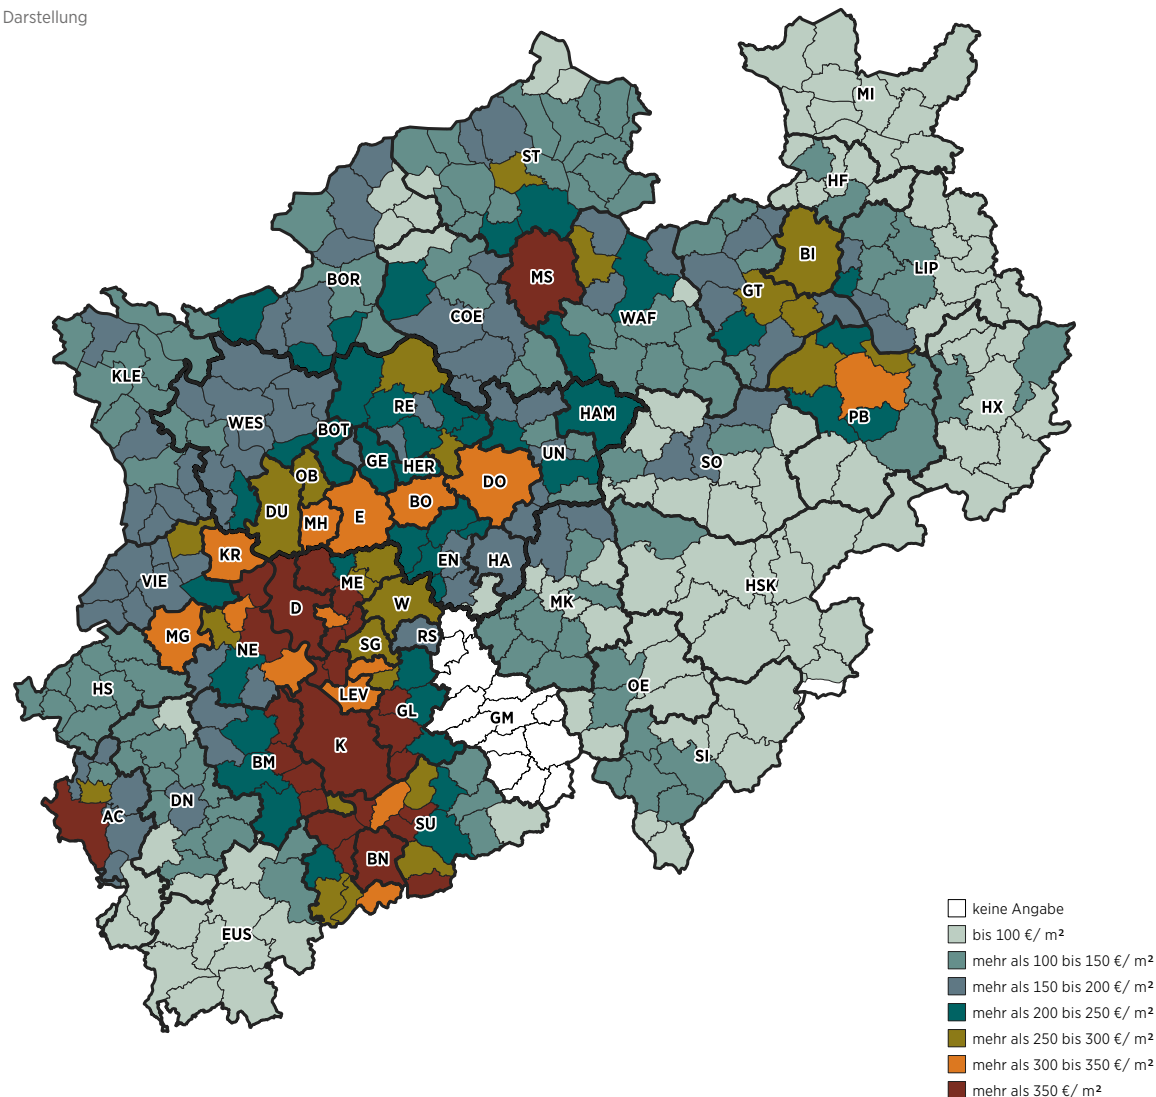 Darstellung
MI
ST
HF
BI
LIP
MS
BOR
GT
COE
WAF
KLE
RE
HAM
PB
HX
WES
BOT
UN
GE
HER
SO
OB
DO
BO
DU
E
MH
KR
EN
HA
VIE
ME
HSK
D
W
MK
MG
RS
NE
SG
HS
OE
LEV
GL
GM
K
SI
BM
DN
AC
SU
BN
EUS
keine Angabe
bis 100 €/ m²
mehr als 100 bis 150 €/ m²
mehr als 150 bis 200 €/ m²
mehr als 200 bis 250 €/ m²
mehr als 250 bis 300 €/ m²
mehr als 300 bis 350 €/ m²
mehr als 350 €/ m²